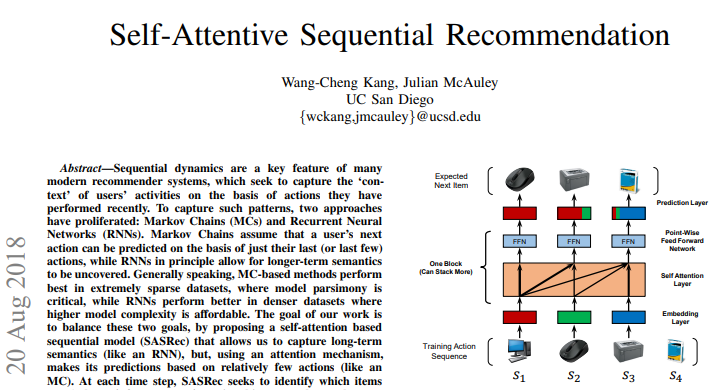 Self-Attentive Sequential Recommendation
Wang-Cheng Kang, Julian McAuley
UC San Diego
{wckang,jmcauley}@ucsd.edu
20 Aug 2018
Abstract—Sequential dynamics are a key feature of many
modern recommender systems, which seek to capture the ‘con-
text’ of users’ activities on the basis of actions they have
performed recently. To capture such patterns, two approaches
have proliferated: Markov Chains (MCs) and Recurrent Neural
Networks (RNNs). Markov Chains assume that a user’s next
action can be predicted on the basis of just their last (or last few)
actions, while RNNs in principle allow for longer-term semantics
to be uncovered. Generally speaking, MC-based methods perform
best in extremely sparse datasets, where model parsimony is
critical, while RNNs perform better in denser datasets where
higher model complexity is affordable. The goal of our work is
to balance these two goals, by proposing a self-attention based
sequential model (SASRec) that allows us to capture long-term
semantics (like an RNN), but, using an attention mechanism,
makes its predictions based on relatively few actions (like an
MC). At each time step, SASRec seeks to identify which items
Expected
Next Item
Prediction Layer
FFN FFN FFN
Point-Wise
Feed Forward
Network
One Block
(Can Stack More)
Self Attention
Layer
Embedding
Layer
Training Action
Sequence
S1 S2 S3 S4